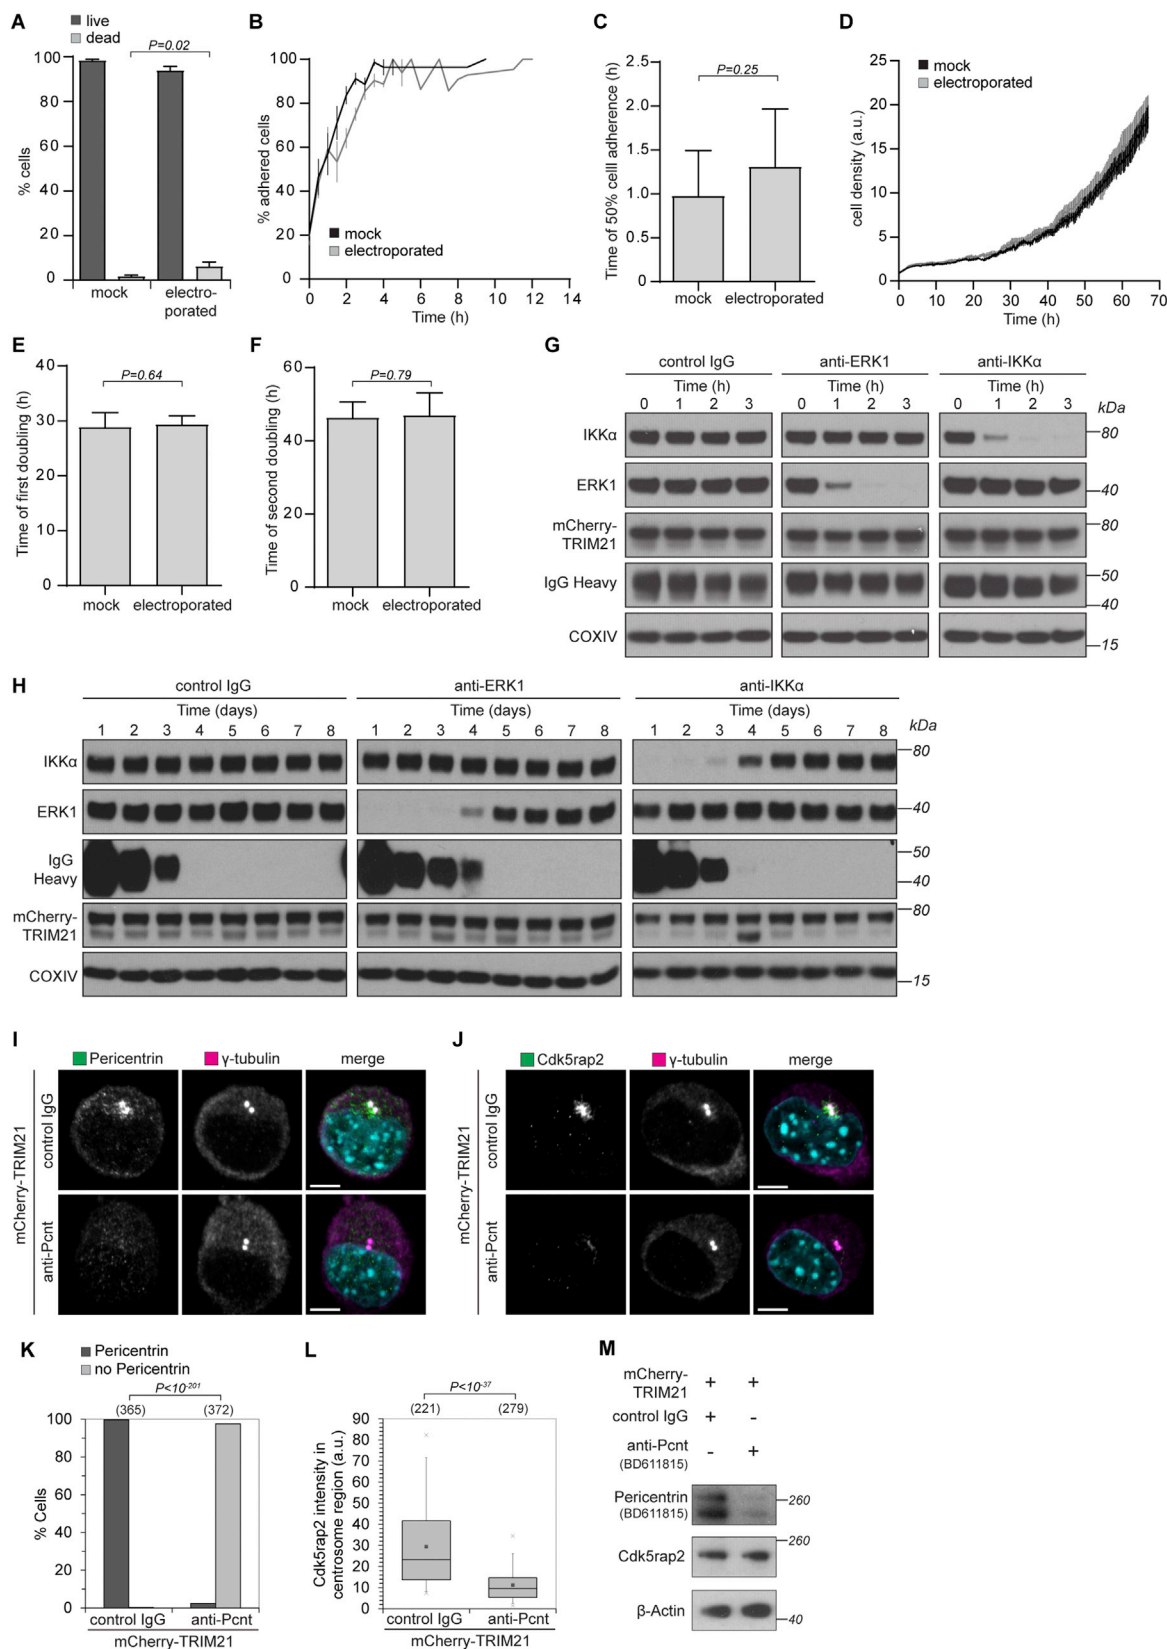 A
live
dead
P=0.02
100
80
60
40
20
0
% cells
mock
electro-
porated
B
100
80
60
40
20
0
% adhered cells
mock
electroporated
0 2 4 6 8 10 12 14
Time (h)
C
P=0.25
2.5
2.0
1.5
1.0
0.5
0.0
Time of 50% celll adherence (h)
mock electroporated
D
mock
electroporated
25
20
15
10
5
0
cell density (a.u.)
0 10 20 30 40 50 60 70
Time (h)
E
P=0.64
40
30
20
10
0
Time of first doubling (h)
mock electroporated
F
P=0.79
60
40
20
0
Time of second doubling (h)
mock electroporated
G
control IgG anti-ERK1 anti-IKKα
Time (h) Time (h) Time (h)
0 1 2 3 0 1 2 3 0 1 2 3 kDa
IKKα 80
ERK1 40
mCherry-
TRIM21
80
IgG Heavy
50
40
COXIV 15
H
control IgG anti-ERK1 anti-IKKα
Time (days) Time (days) Time (days)
1 2 3 4 5 6 7 8 1 2 3 4 5 6 7 8 1 2 3 4 5 6 7 8 kDa
IKKα 80
ERK1 40
IgG
Heavy
50
40
mCherry-
TRIM21
80
COXIV 15
I
Pericentrin γ-tubulin merge
mCherry-TRIM21
control IgG
anti-Pcnt
J
Cdk5rap2 γ-tubulin merge
mCherry-TRIM21
control IgG
anti-Pcnt
K
Pericentrin
no Pericentrin
P<10-201
(365) (372)
100
80
60
40
20
0
% Cells
control IgG anti-Pcnt
mCherry-TRIM21
L
P<10-37
(221) (279)
90
80
70
60
50
40
30
20
10
0
Cdk5rap2 intensity in
centrosome region (a.u.)
control IgG anti-Pcnt
mCherry-TRIM21
M
mCherry-
TRIM21
+ +
control IgG + -
anti-Pcnt - +
(BD611815)
Pericentrin
(BD611815)
260
260
Cdk5rap2
β-Actin
40